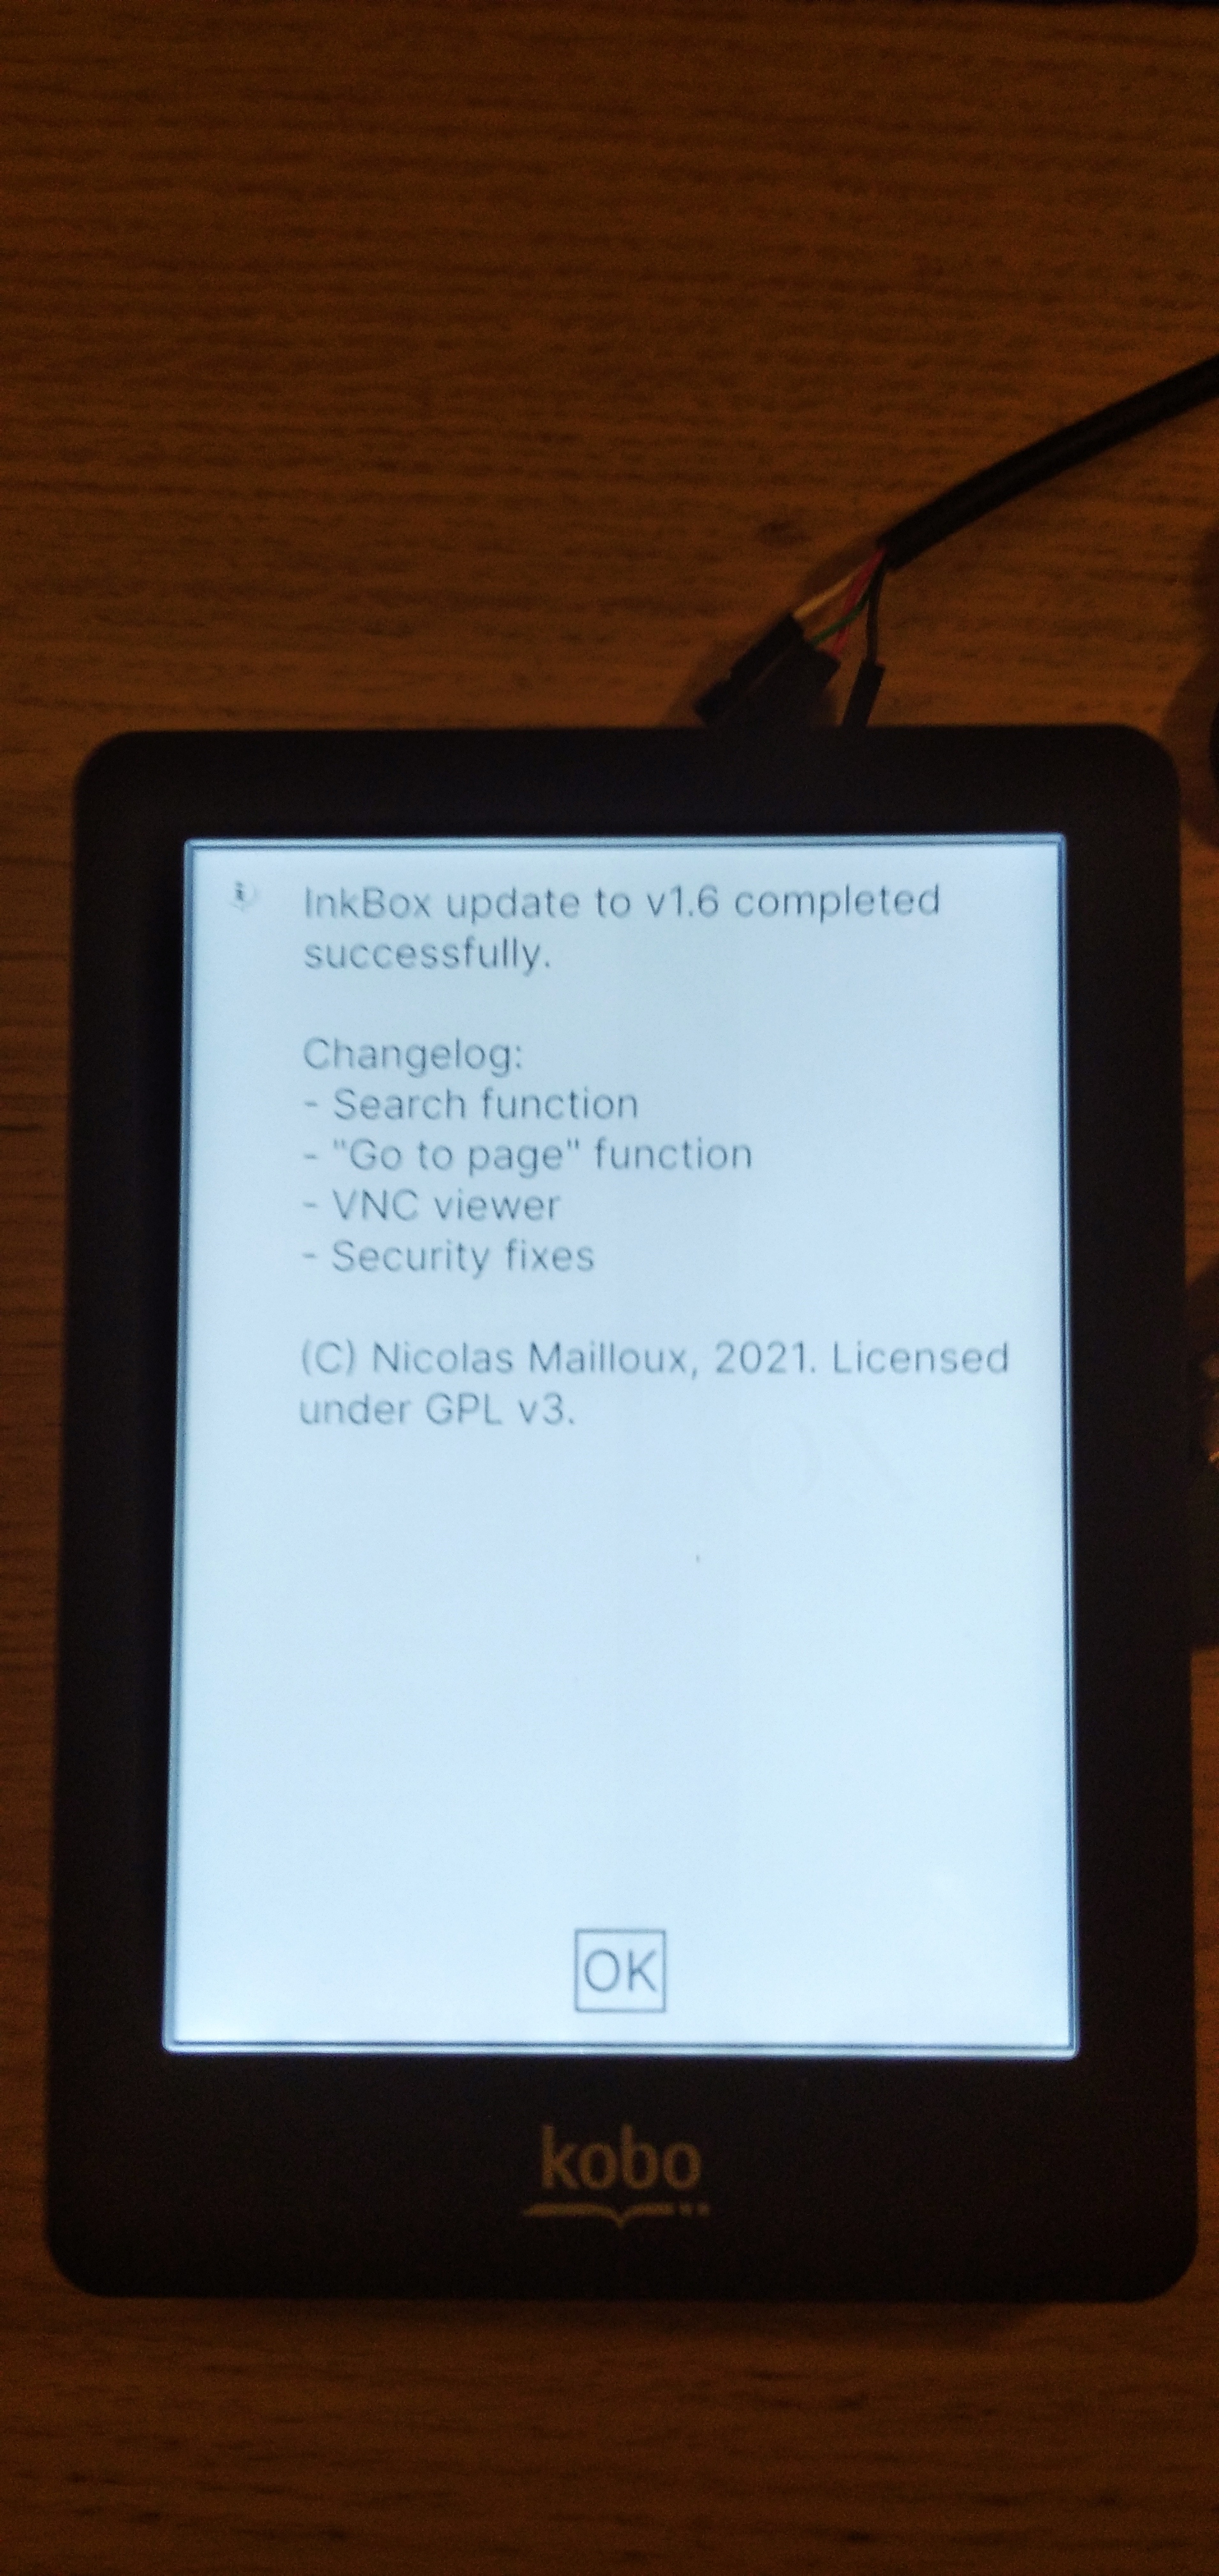 InkBox update to v1.6 completed
successfully.
Changelog:
- Search function
- "Go to page" function
- VNC viewer
- Security fixes
(C) Nicolas Mailloux, 2021. Licensed
under GPL v3.
OK
kobo